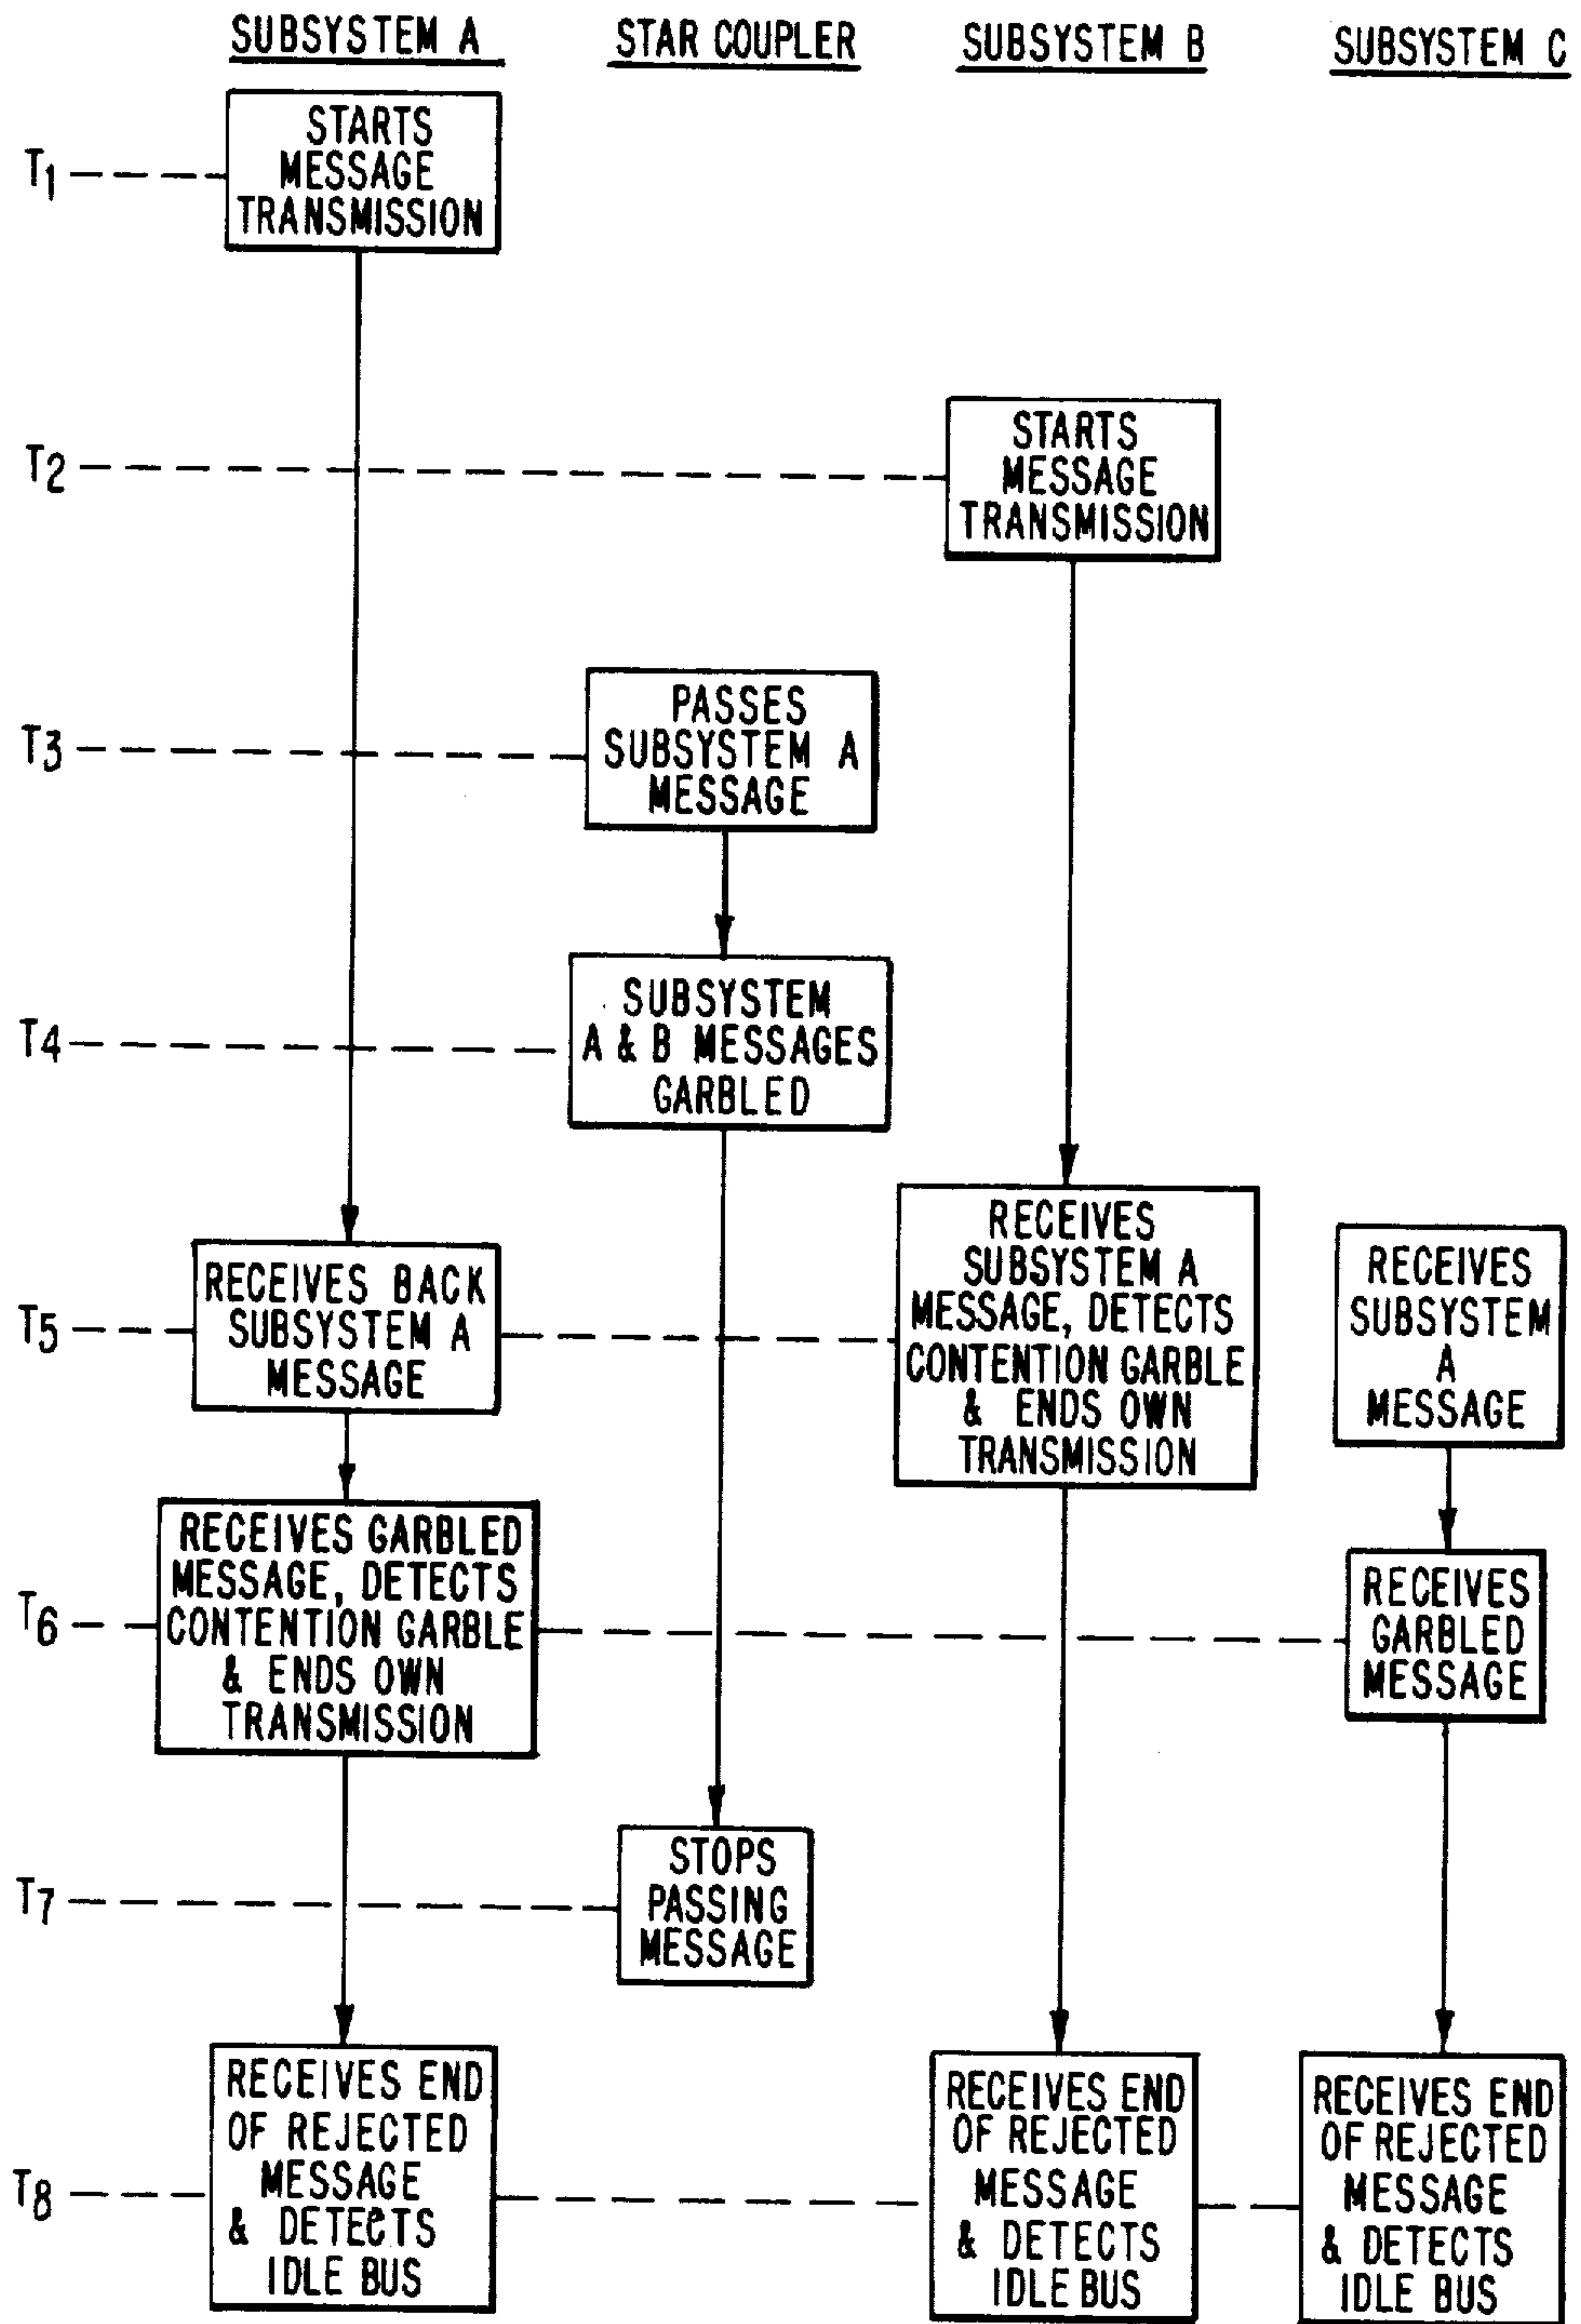 SUBSYSTEM A
STAR COUPLER
SUBSYSTEM B
SUBSYSTEM C
T1
STARTS
MESSAGE
TRANSMISSION
T2
STARTS
MESSAGE
TRANSMISSION
T3
PASSES
SUBSYSTEM A
MESSAGE
T4
SUBSYSTEM
A & B MESSAGES
GARBLED
T5
RECEIVES BACK
SUBSYSTEM A
MESSAGE
RECEIVES
SUBSYSTEM A
MESSAGE, DETECTS
CONTENTION GARBLE
& ENDS OWN
TRANSMISSION
RECEIVES
SUBSYSTEM
A
MESSAGE
T6
RECEIVES GARBLED
MESSAGE, DETECTS
CONTENTION GARBLE
& ENDS OWN
TRANSMISSION
RECEIVES
GARBLED
MESSAGE
T7
STOPS
PASSING
MESSAGE
T8
RECEIVES END
OF REJECTED
MESSAGE
& DETECTS
IDLE BUS
RECEIVES END
OF REJECTED
MESSAGE
& DETECTS
IDLE BUS
RECEIVES END
OF REJECTED
MESSAGE
& DETECTS
IDLE BUS